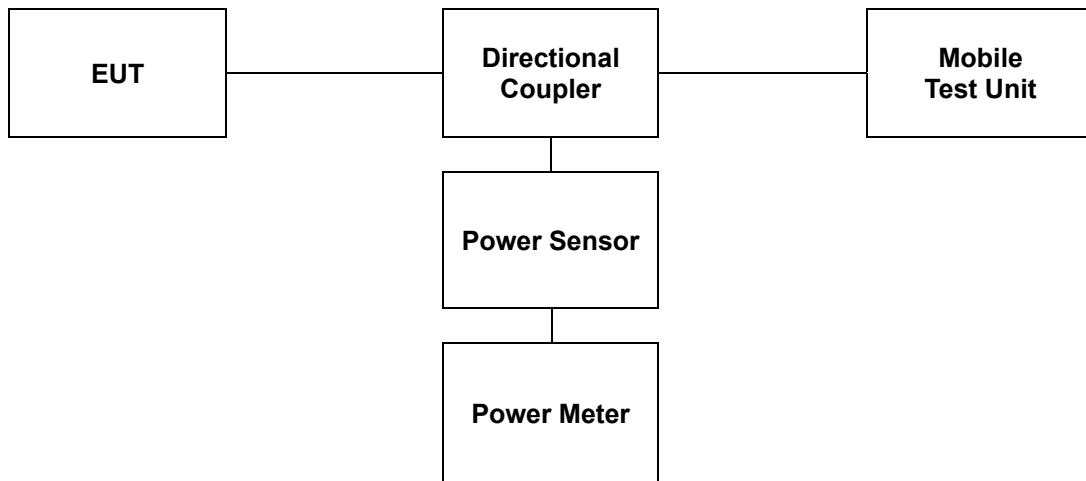 EUT
Directional
Coupler
Mobile
Test Unit
Power Sensor
Power Meter